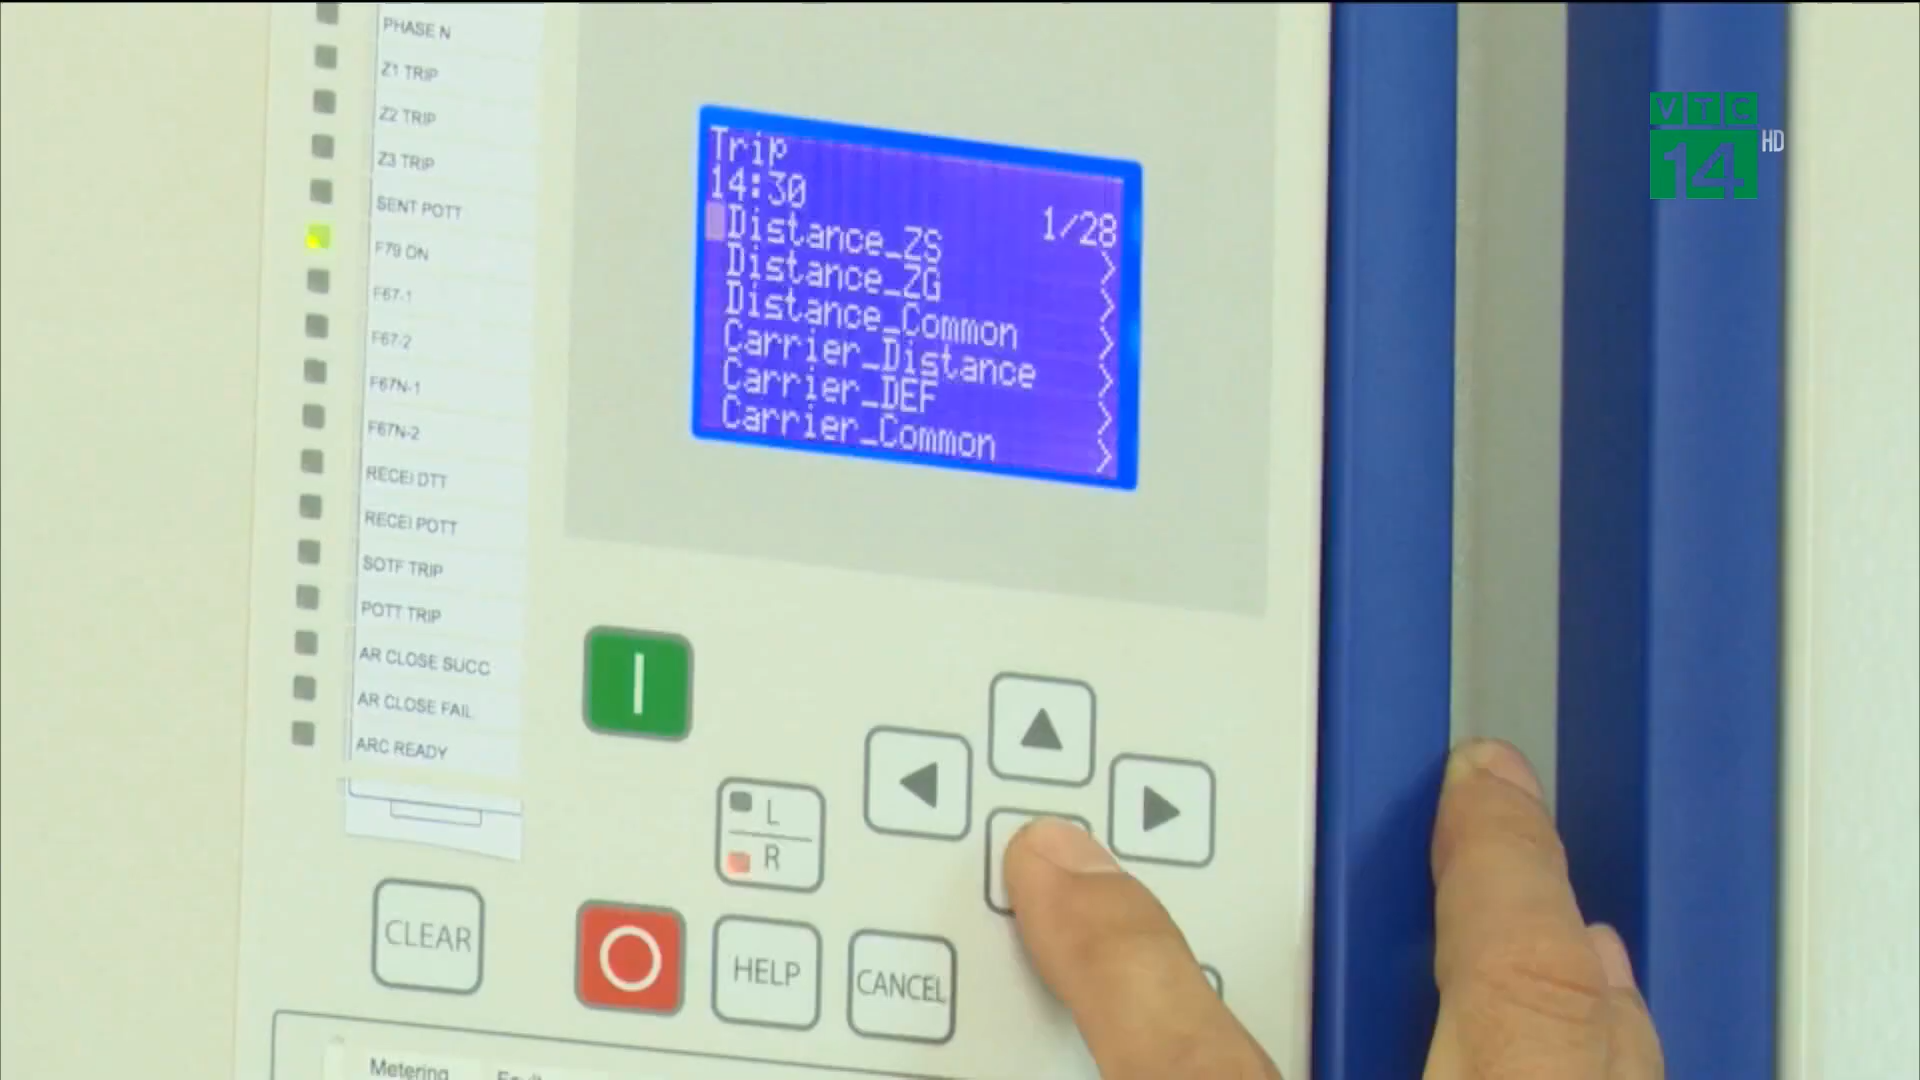 PHASE N
Z1 TRIP
Z2 TRIP
Z3 TRIP
SENT POTT
F79 ON
F67-1
F67-2
F67N-1
F67N-2
RECEI DTT
RECEI POTT
SOTF TRIP
POTT TRIP
AR CLOSE SUCC
AR CLOSE FAIL
ARC READY
Trip
14:30
1/28
Distance_ZS
Distance_ZG
Distance_Common
Carrier_Distance
Carrier_DEF
Carrier_Common
VTC
14 HD
L
R
CLEAR
HELP
CANCEL
Metering